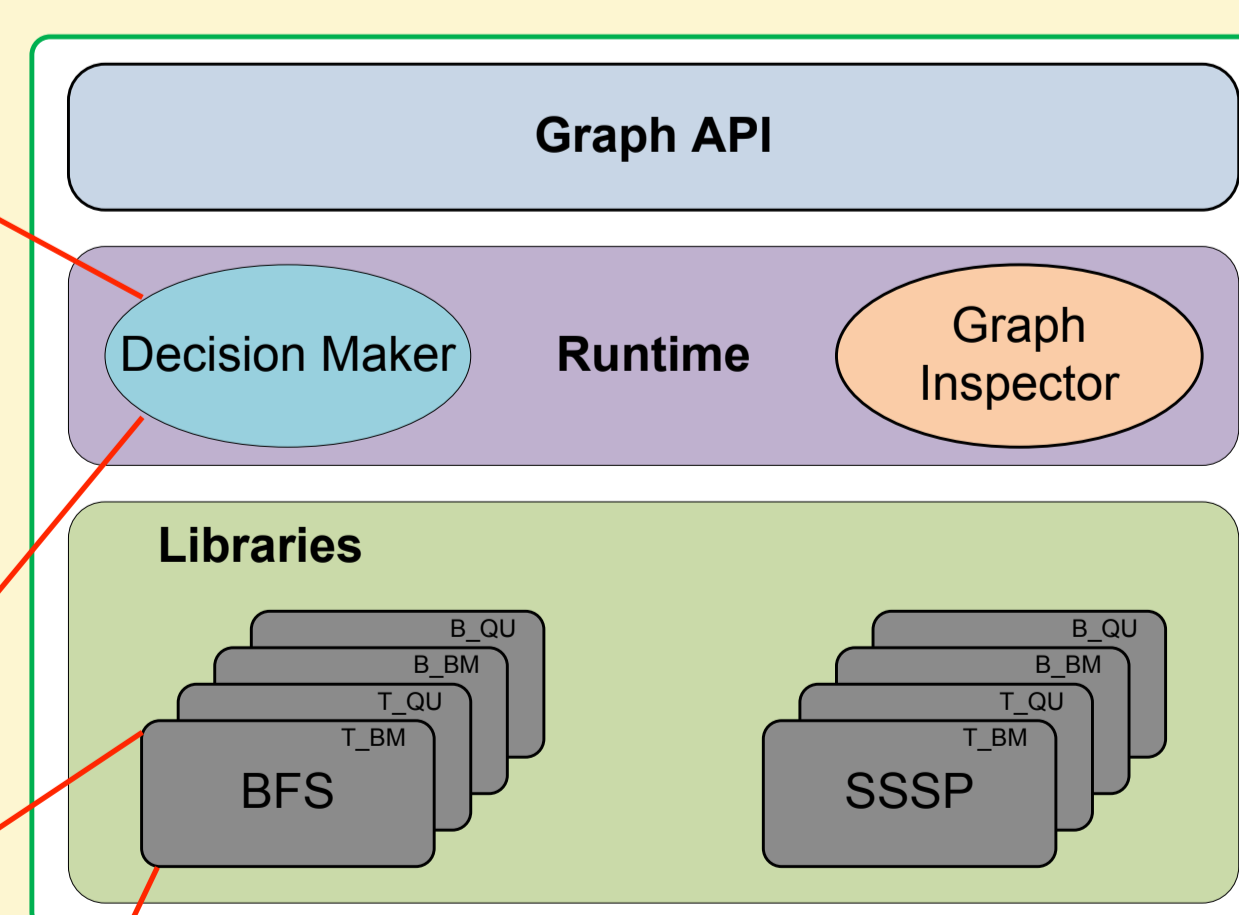 Graph API
Decision Maker
Runtime
Graph
Inspector
Libraries
B_QU
B_BM
T_QU
T_BM
BFS
B_QU
B_BM
T_QU
T_BM
SSSP